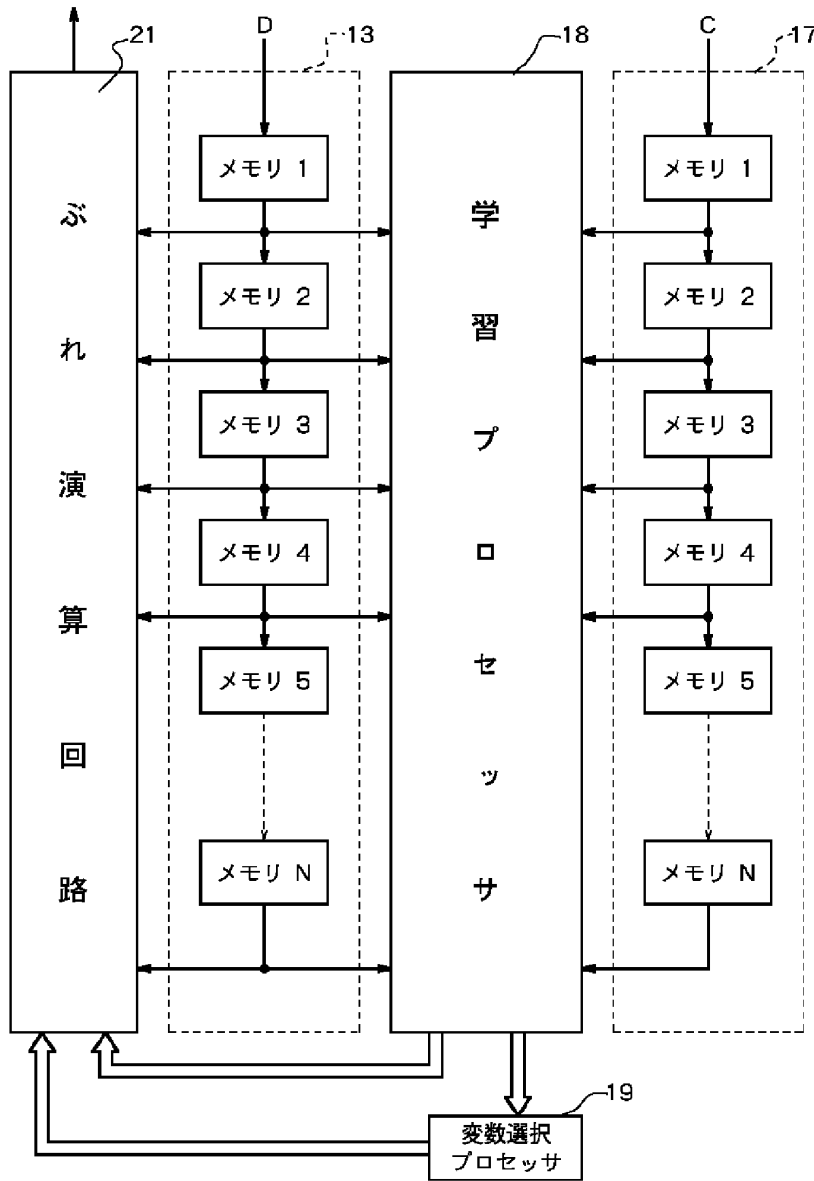 21
D
13
18
C
17
ぶれ演算回路
メモリ 1
メモリ 2
メモリ 3
メモリ 4
メモリ 5
メモリ N
学習プロセッサ
メモリ 1
メモリ 2
メモリ 3
メモリ 4
メモリ 5
メモリ N
19
変数選択
プロセッサ